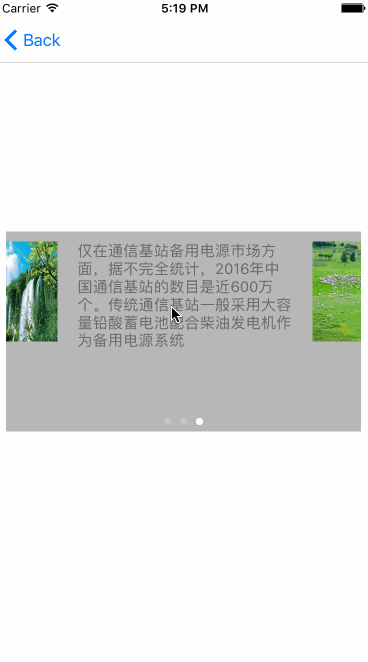 Carrier 5:19 PM
Back
仅在通信基站备用电源市场方
面，据不完全统计，2016年中
国通信基站的数目是近600万
个。传统通信基站一般采用大容
量铅酸蓄电池配合柴油发电机作
为备用电源系统